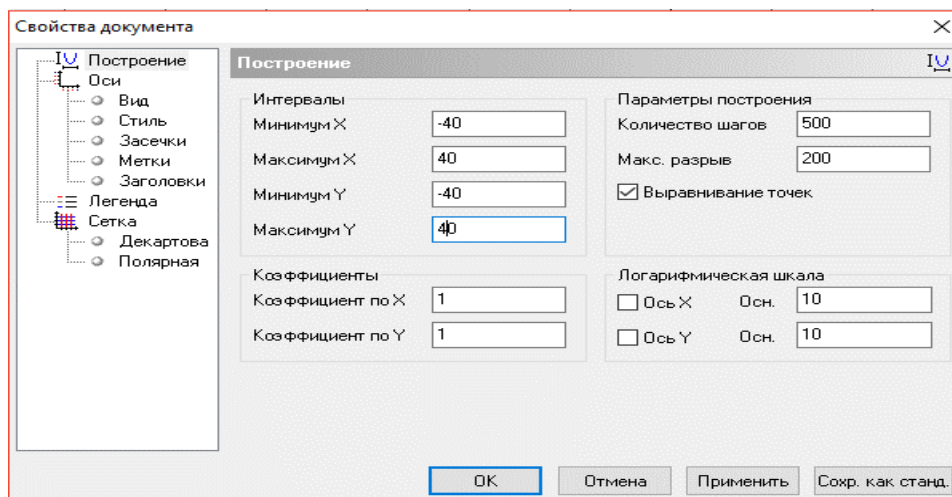 Свойства документа
Построение
Оси
Вид
Стиль
Засечки
Метки
Заголовки
Легенда
Сетка
Декартова
Полярная
Построение
Интервалы
Минимум X -40
Максимум X 40
Минимум Y -40
Максимум Y 40
Параметры построения
Количество шагов 500
Макс. разрыв 200
Выравнивание точек
Коэффициенты
Коэффициент по X 1
Коэффициент по Y 1
Логарифмическая шкала
Ось X Осн. 10
Ось Y Осн. 10
OK Отмена Применить Сохр. как станд.